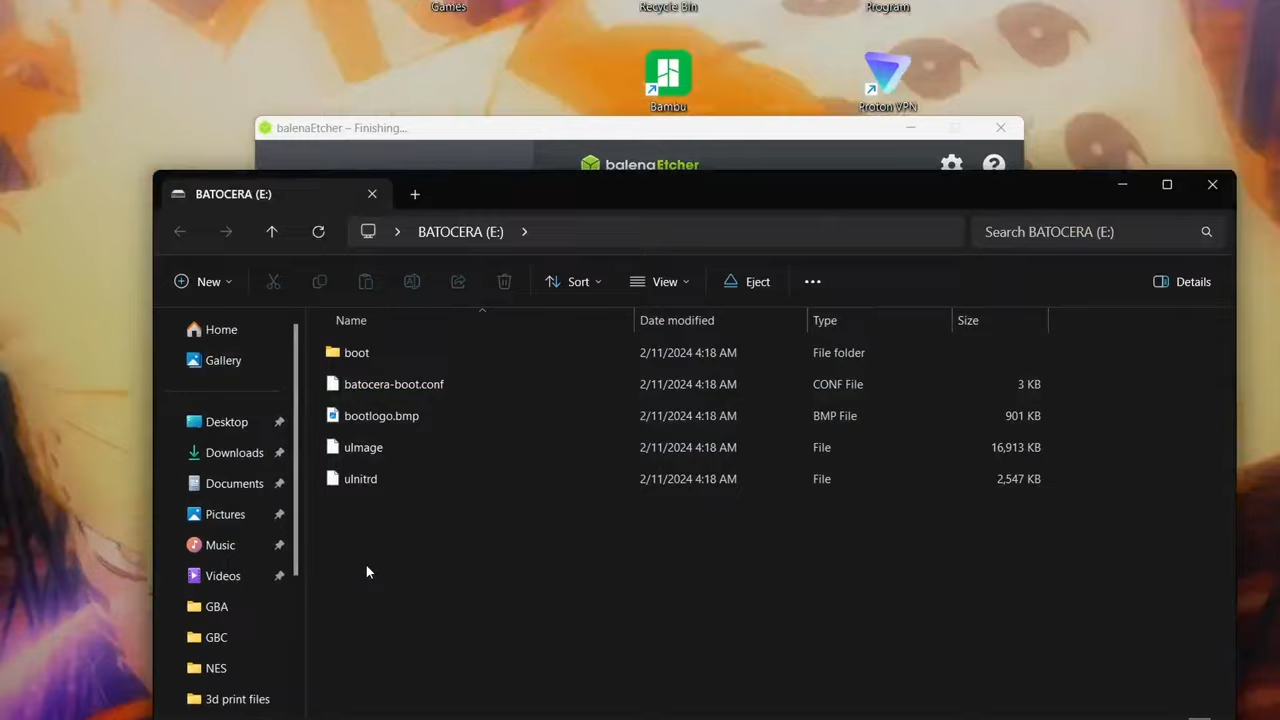 Games
Recycle Bin
Program
Bambu
Proton VPN
balenaEtcher – Finishing...
balenaEtcher
BATOCERA (E:)
BATOCERA (E:)
Search BATOCERA (E:)
New
Sort
View
Eject
Details
Name
Date modified
Type
Size
Home
Gallery
Desktop
Downloads
Documents
Pictures
Music
Videos
GBA
GBC
NES
3d print files
boot 2/11/2024 4:18 AM File folder
batocera-boot.conf 2/11/2024 4:18 AM CONF File 3 KB
bootlogo.bmp 2/11/2024 4:18 AM BMP File 901 KB
uImage 2/11/2024 4:18 AM File 16,913 KB
uInitrd 2/11/2024 4:18 AM File 2,547 KB